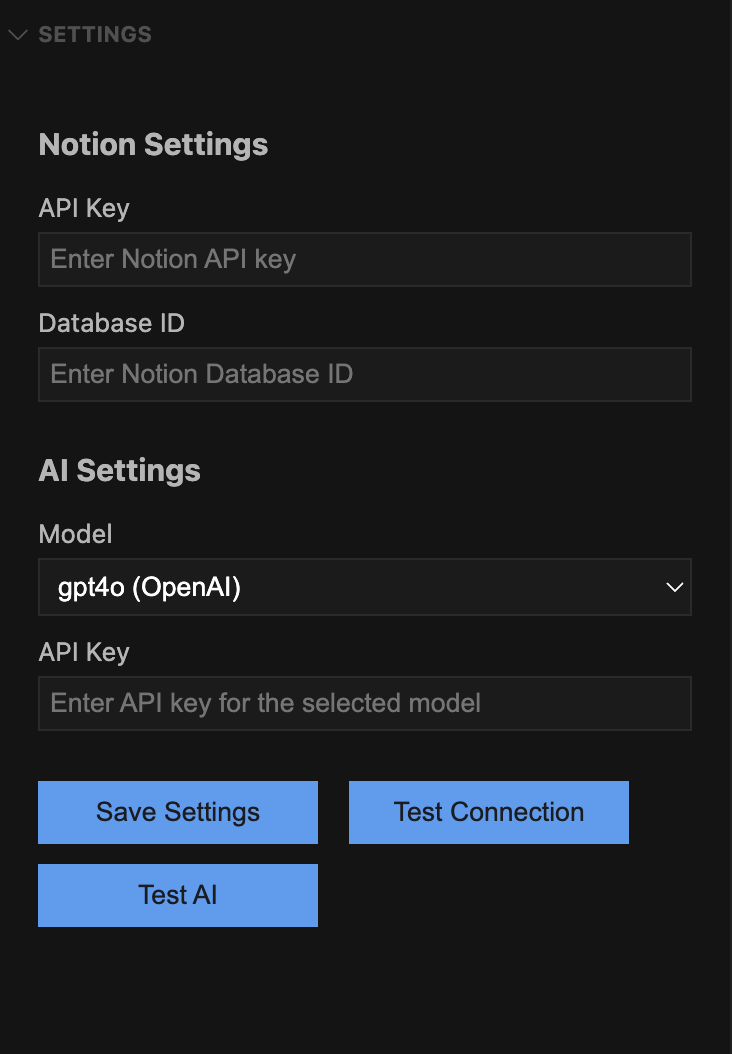 SETTINGS
Notion Settings
API Key
Enter Notion API key
Database ID
Enter Notion Database ID
AI Settings
Model
gpt4o (OpenAI)
API Key
Enter API key for the selected model
Save Settings
Test Connection
Test AI